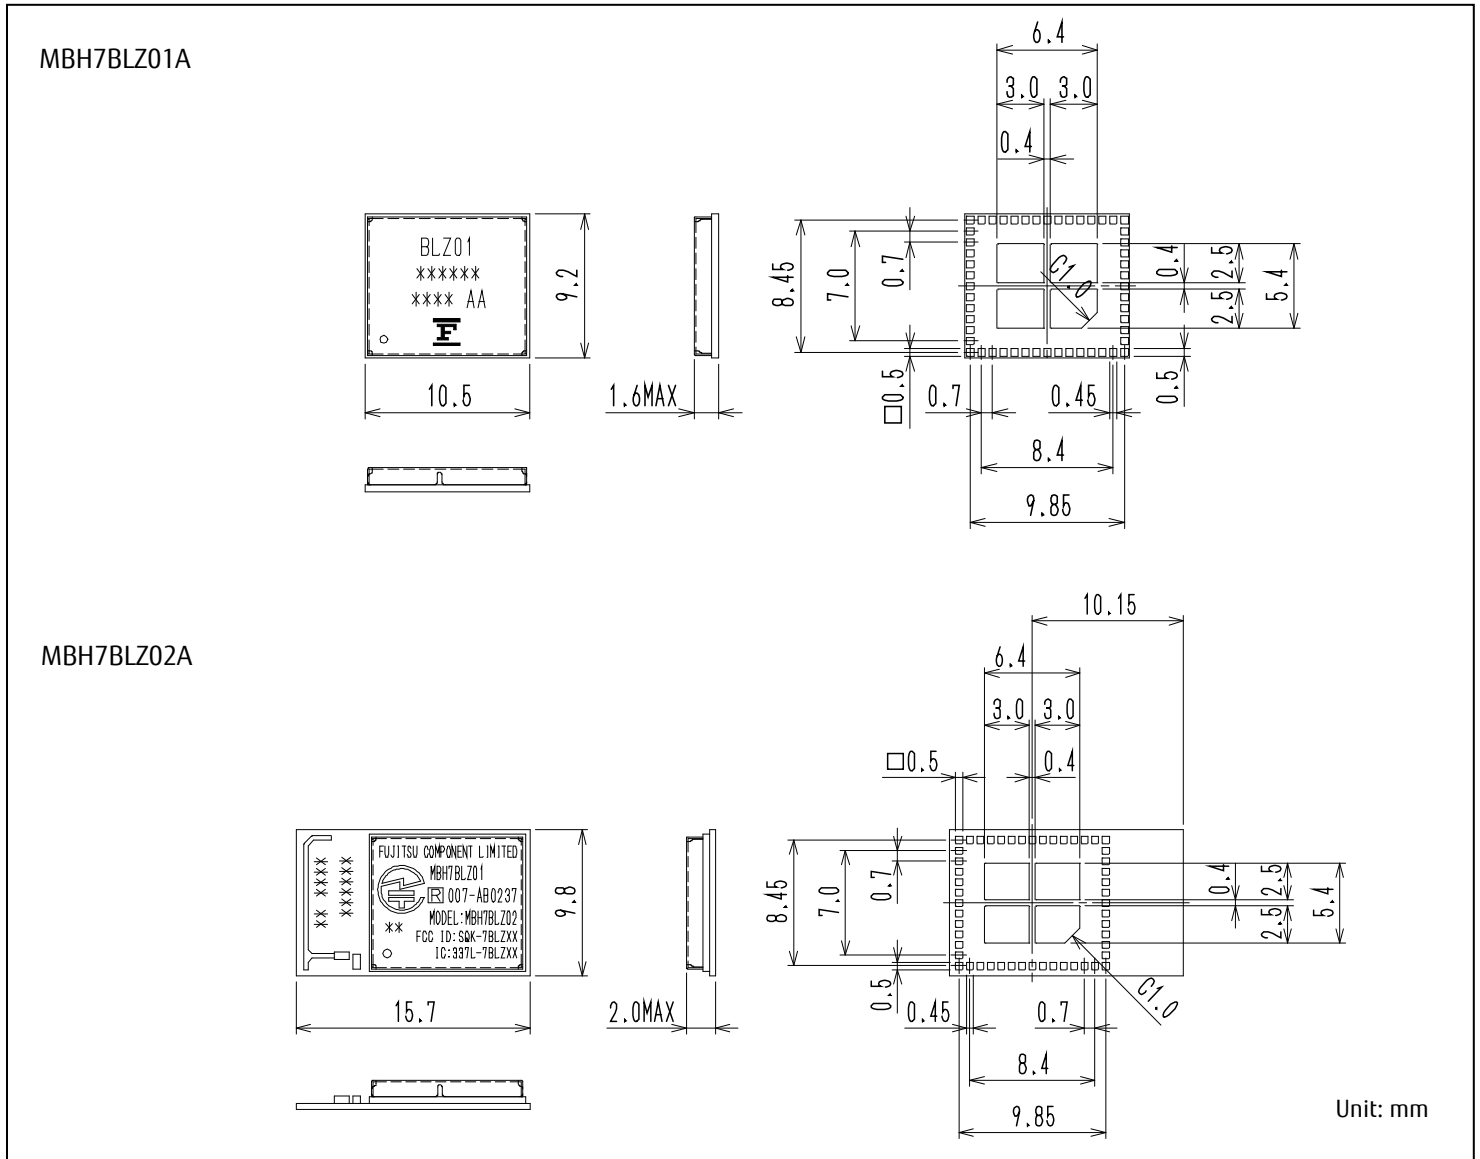 MBH7BLZ01A
6.4
3.0 3.0
0.4
BLZ01
******
**** AA
F
9.2
10.5
1.6MAX
8.45
7.0
0.7
C1.0
0.4
2.5
2.5
5.4
□0.5
0.7
0.45
0.5
8.4
9.85
MBH7BLZ02A
10.15
6.4
3.0 3.0
□0.5
0.4
FUJITSU COMPONENT LIMITED
MBH7BLZ01
R 007-AB0237
MODEL:MBH7BLZ02
FCC ID:SQK-7BLZXX
IC:337L-7BLZXX
**
***** **
******
9.8
15.7
2.0MAX
8.45
7.0
0.7
0.4
2.5
2.5
5.4
0.5
0.45
0.7
C1.0
8.4
9.85
Unit: mm